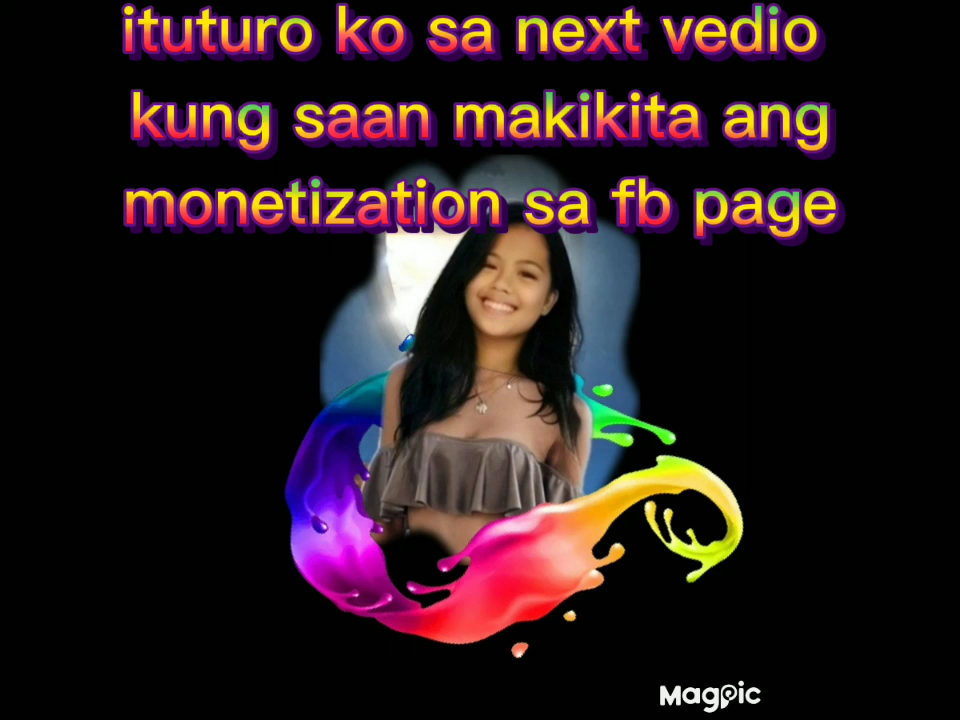 ituturo ko sa next vedio
kung saan makikita ang
monetization sa fb page
Magpic